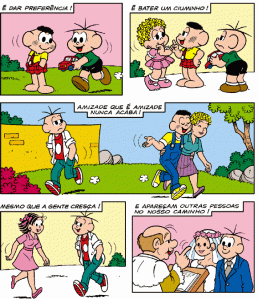 É DAR PREFERÊNCIA!
É BATER UM CIUMINHO!
AMIZADE QUE É AMIZADE
NUNCA ACABA!
MESMO QUE A GENTE CRESÇA!
E APAREÇAM OUTRAS PESSOAS
NO NOSSO CAMINHO!